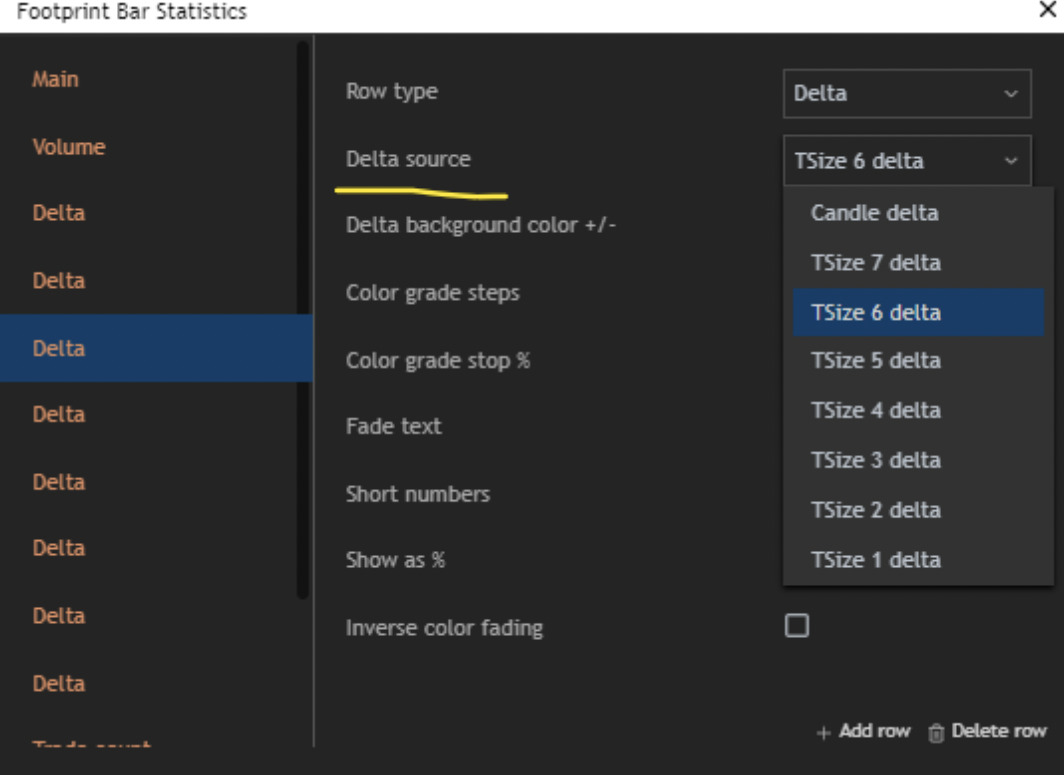 Footprint Bar Statistics
Main
Volume
Delta
Delta
Delta
Delta
Delta
Delta
Delta
Delta
Row type
Delta
Delta source
TSize 6 delta
Delta background color +/-
Color grade steps
Color grade stop %
Fade text
Short numbers
Show as %
Inverse color fading
Candle delta
TSize 7 delta
TSize 6 delta
TSize 5 delta
TSize 4 delta
TSize 3 delta
TSize 2 delta
TSize 1 delta
+ Add row
Delete row